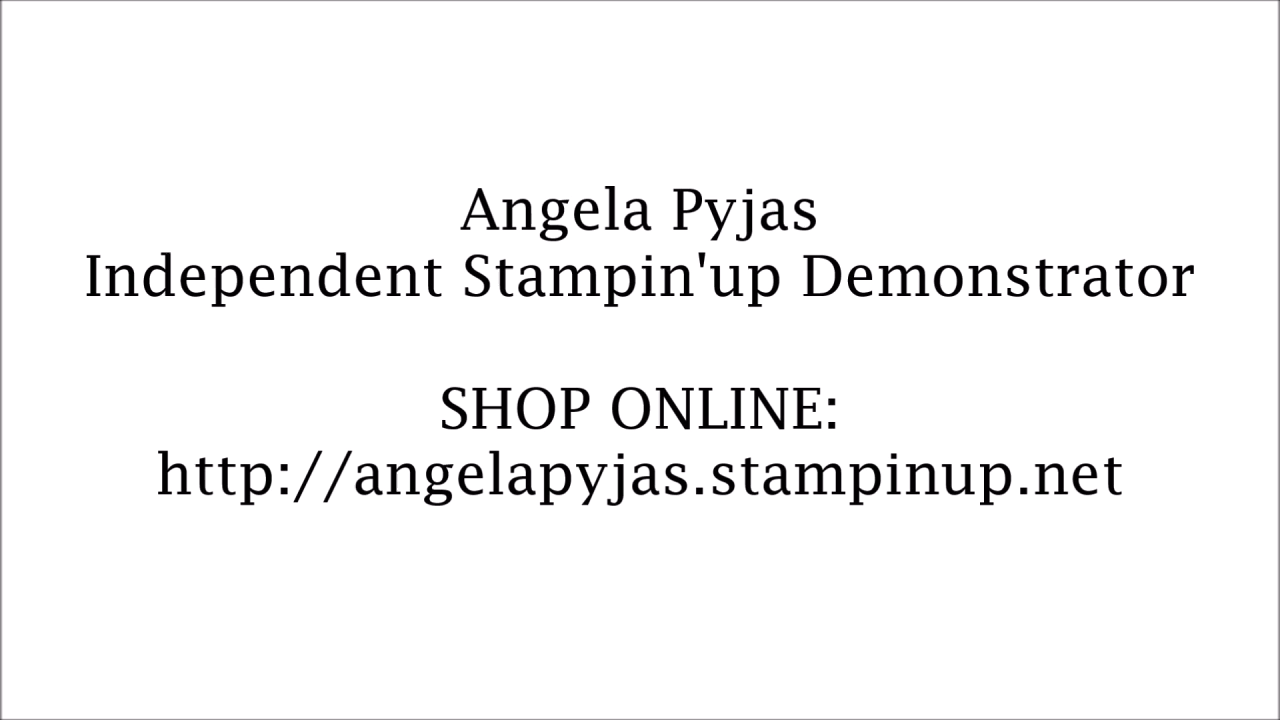 Angela Pyjas
Independent Stampin'up Demonstrator
SHOP ONLINE:
http://angelapyjas.stampinup.net